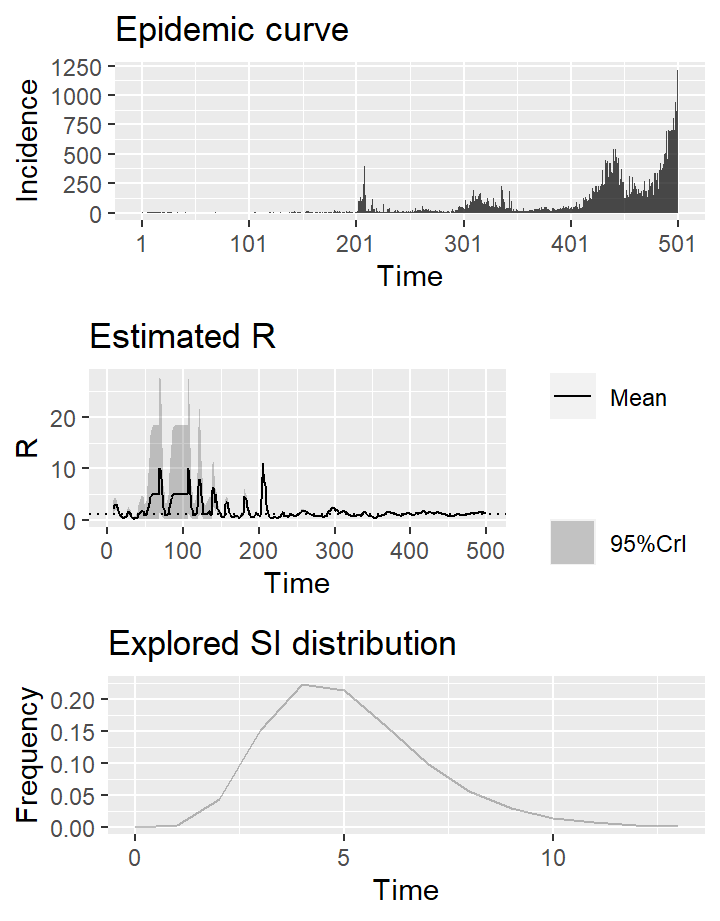 Epidemic curve
1250
1000
750
500
250
0
Incidence
1 101 201 301 401 501
Time
Estimated R
20
10
0
R
0 100 200 300 400 500
Time
Mean
95%CrI
Explored SI distribution
0.20
0.15
0.10
0.05
0.00
Frequency
0 5 10
Time